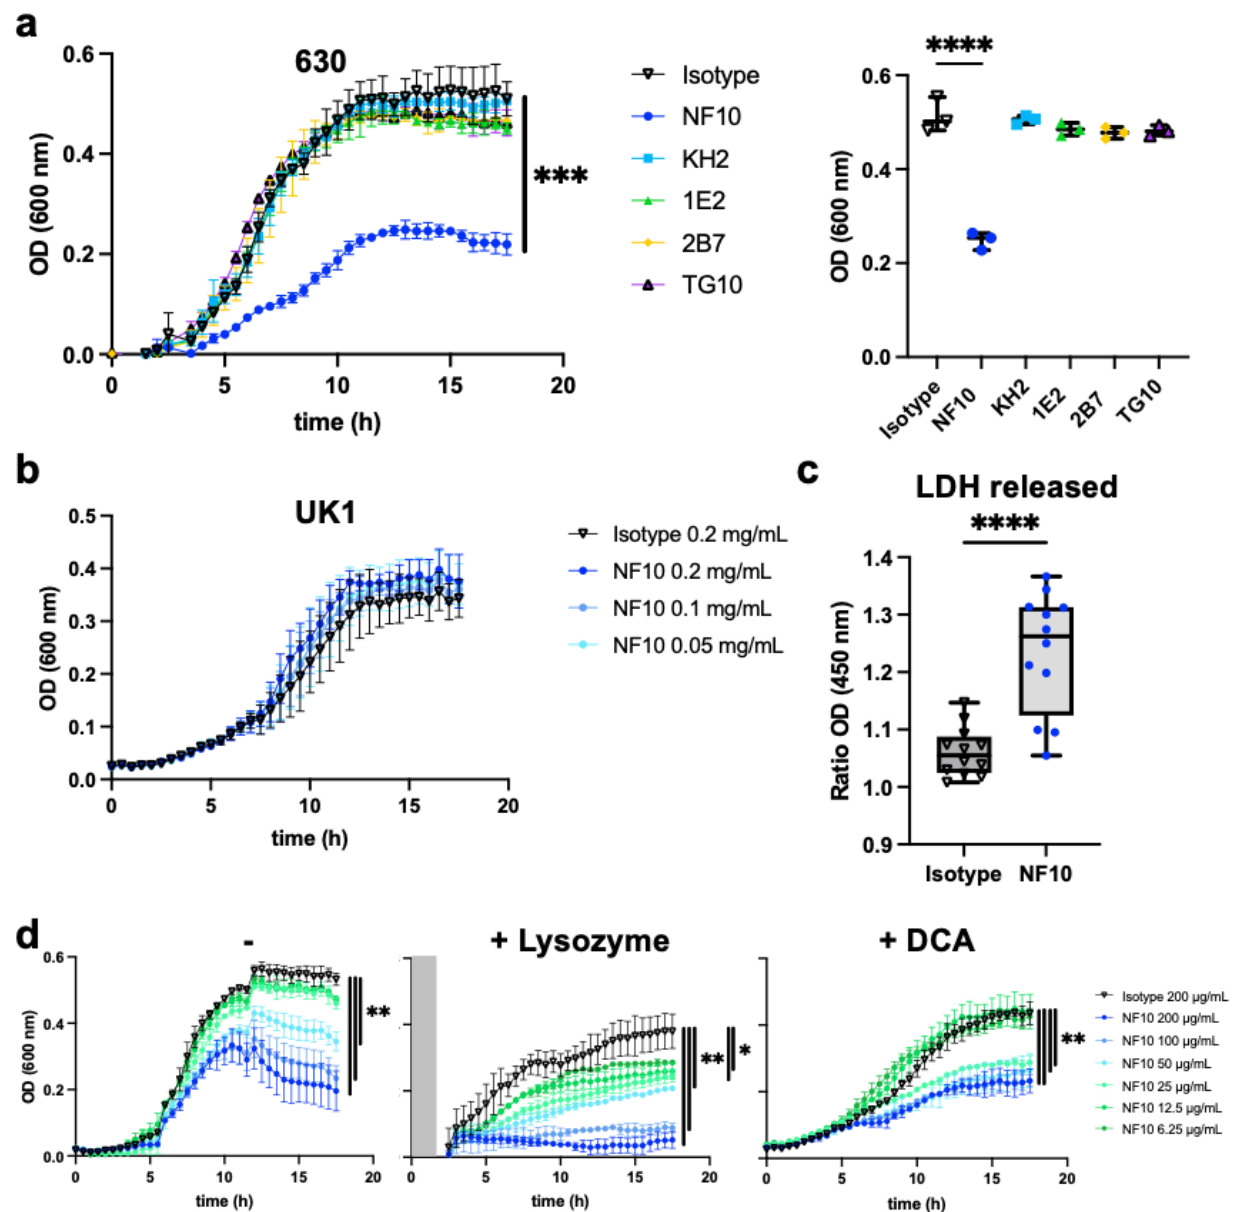 a
630
OD (600 nm)
0.6
0.4
0.2
0.0
0 5 10 15 20
time (h)
***
Isotype
NF10
KH2
1E2
2B7
TG10
****
OD (600 nm)
0.6
0.4
0.2
0.0
Isotype NF10 KH2 1E2 2B7 TG10
b
UK1
OD (600 nm)
0.5
0.4
0.3
0.2
0.1
0.0
0 5 10 15 20
time (h)
Isotype 0.2 mg/mL
NF10 0.2 mg/mL
NF10 0.1 mg/mL
NF10 0.05 mg/mL
c
LDH released
****
Ratio OD (450 nm)
1.4
1.3
1.2
1.1
1.0
0.9
Isotype NF10
d
-
OD (600 nm)
0.6
0.4
0.2
0.0
0 5 10 15 20
time (h)
**
+ Lysozyme
0 5 10 15 20
time (h)
** *
+ DCA
0 5 10 15 20
time (h)
**
Isotype 200 µg/mL
NF10 200 µg/mL
NF10 100 µg/mL
NF10 50 µg/mL
NF10 25 µg/mL
NF10 12.5 µg/mL
NF10 6.25 µg/mL